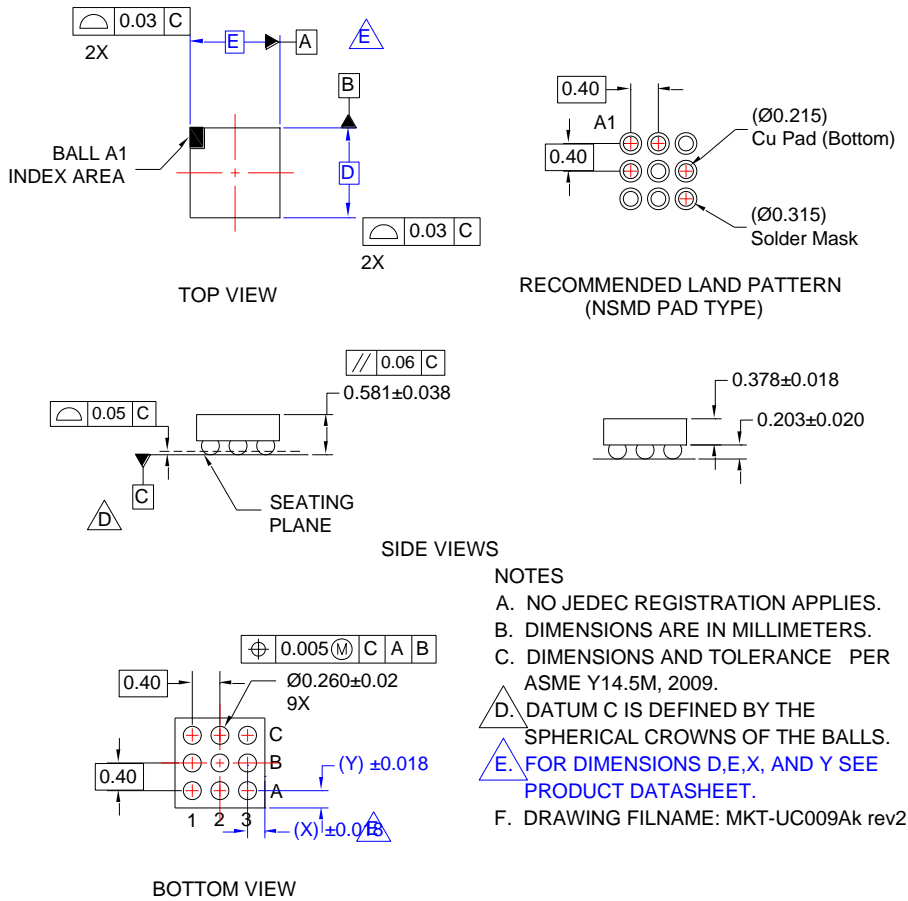 0.03 C
2X
E
A
E
B
BALL A1
INDEX AREA
D
0.03 C
2X
TOP VIEW
0.40
A1
0.40
(Ø0.215)
Cu Pad (Bottom)
(Ø0.315)
Solder Mask
RECOMMENDED LAND PATTERN
(NSMD PAD TYPE)
// 0.06 C
0.581±0.038
0.05 C
C
D
SEATING
PLANE
0.378±0.018
0.203±0.020
SIDE VIEWS
0.005 Ⓜ C A B
0.40
Ø0.260±0.02
9X
C
B
A
0.40
1 2 3
(Y) ±0.018
(X) ±0.018
E
BOTTOM VIEW
NOTES
A. NO JEDEC REGISTRATION APPLIES.
B. DIMENSIONS ARE IN MILLIMETERS.
C. DIMENSIONS AND TOLERANCE PER
ASME Y14.5M, 2009.
D. DATUM C IS DEFINED BY THE
SPHERICAL CROWNS OF THE BALLS.
E. FOR DIMENSIONS D,E,X, AND Y SEE
PRODUCT DATASHEET.
F. DRAWING FILNAME: MKT-UC009Ak rev2